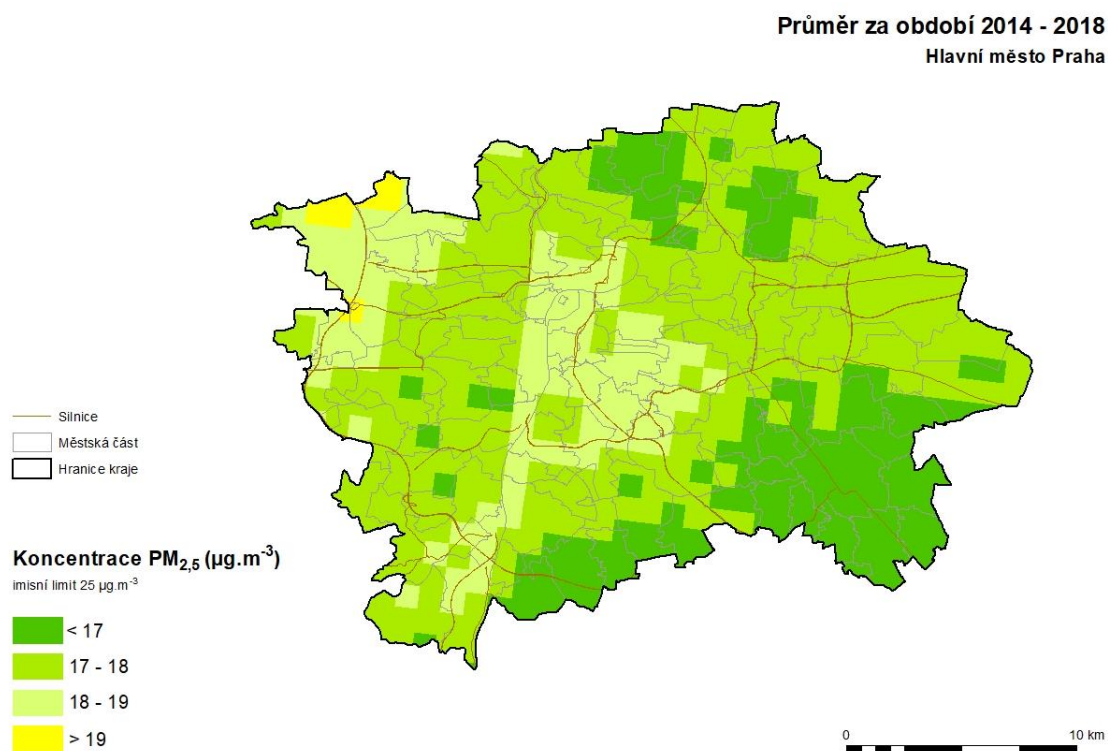 Průměr za období 2014 - 2018
Hlavní město Praha
Silnice
Městská část
Hranice kraje
Koncentrace PM2,5 (µg.m-3)
imisní limit 25 µg.m-3
< 17
17 - 18
18 - 19
> 19
0 10 km